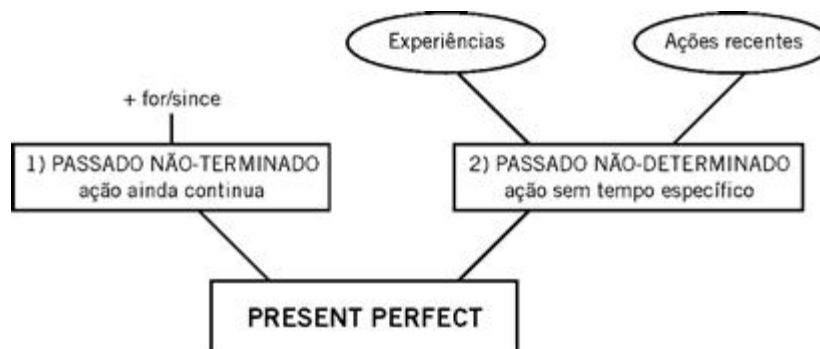 Experiências
Ações recentes
+ for/since
1) PASSADO NÃO-TERMINADO
ação ainda continua
2) PASSADO NÃO-DETERMINADO
ação sem tempo específico
PRESENT PERFECT